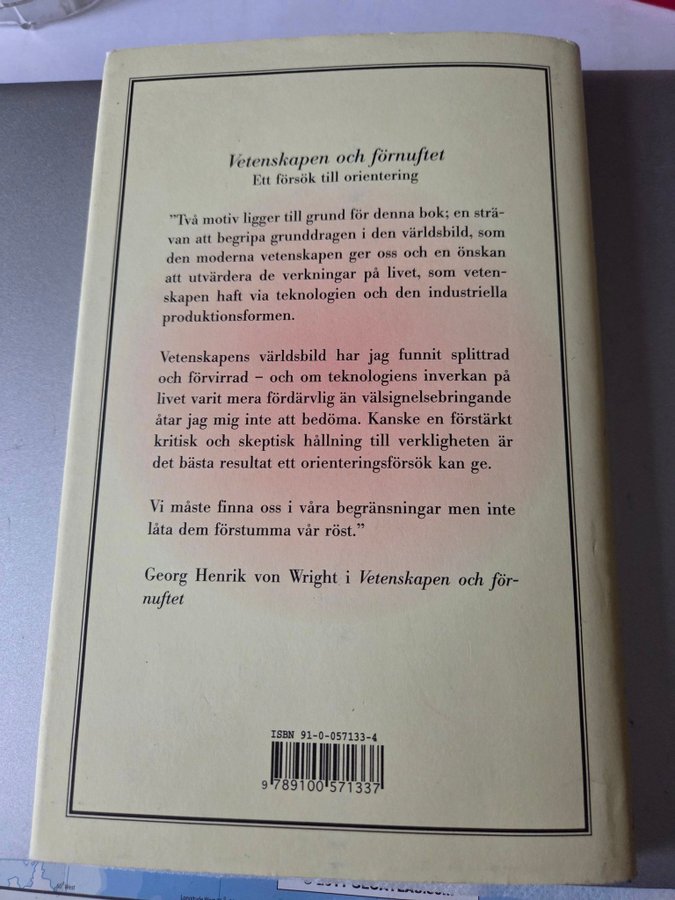 Vetenskapen och förnuftet
Ett försök till orientering
”Två motiv ligger till grund för denna bok; en strä-
van att begripa grunddragen i den världsbild, som
den moderna vetenskapen ger oss och en önskan
att utvärdera de verkningar på livet, som veten-
skapen haft via teknologien och den industriella
produktionsformen.
Vetenskapens världsbild har jag funnit splittrad
och förvirrad – och om teknologiens inverkan på
livet varit mera fördärvlig än välsignelsebringande
åtar jag mig inte att bedöma. Kanske en förstärkt
kritisk och skeptisk hållning till verkligheten är
det bästa resultat ett orienteringsförsök kan ge.
Vi måste finna oss i våra begränsningar men inte
låta dem förstumma vår röst.”
Georg Henrik von Wright i Vetenskapen och för-
nuftet
ISBN 91-0-057133-4
9 789100 571337
West